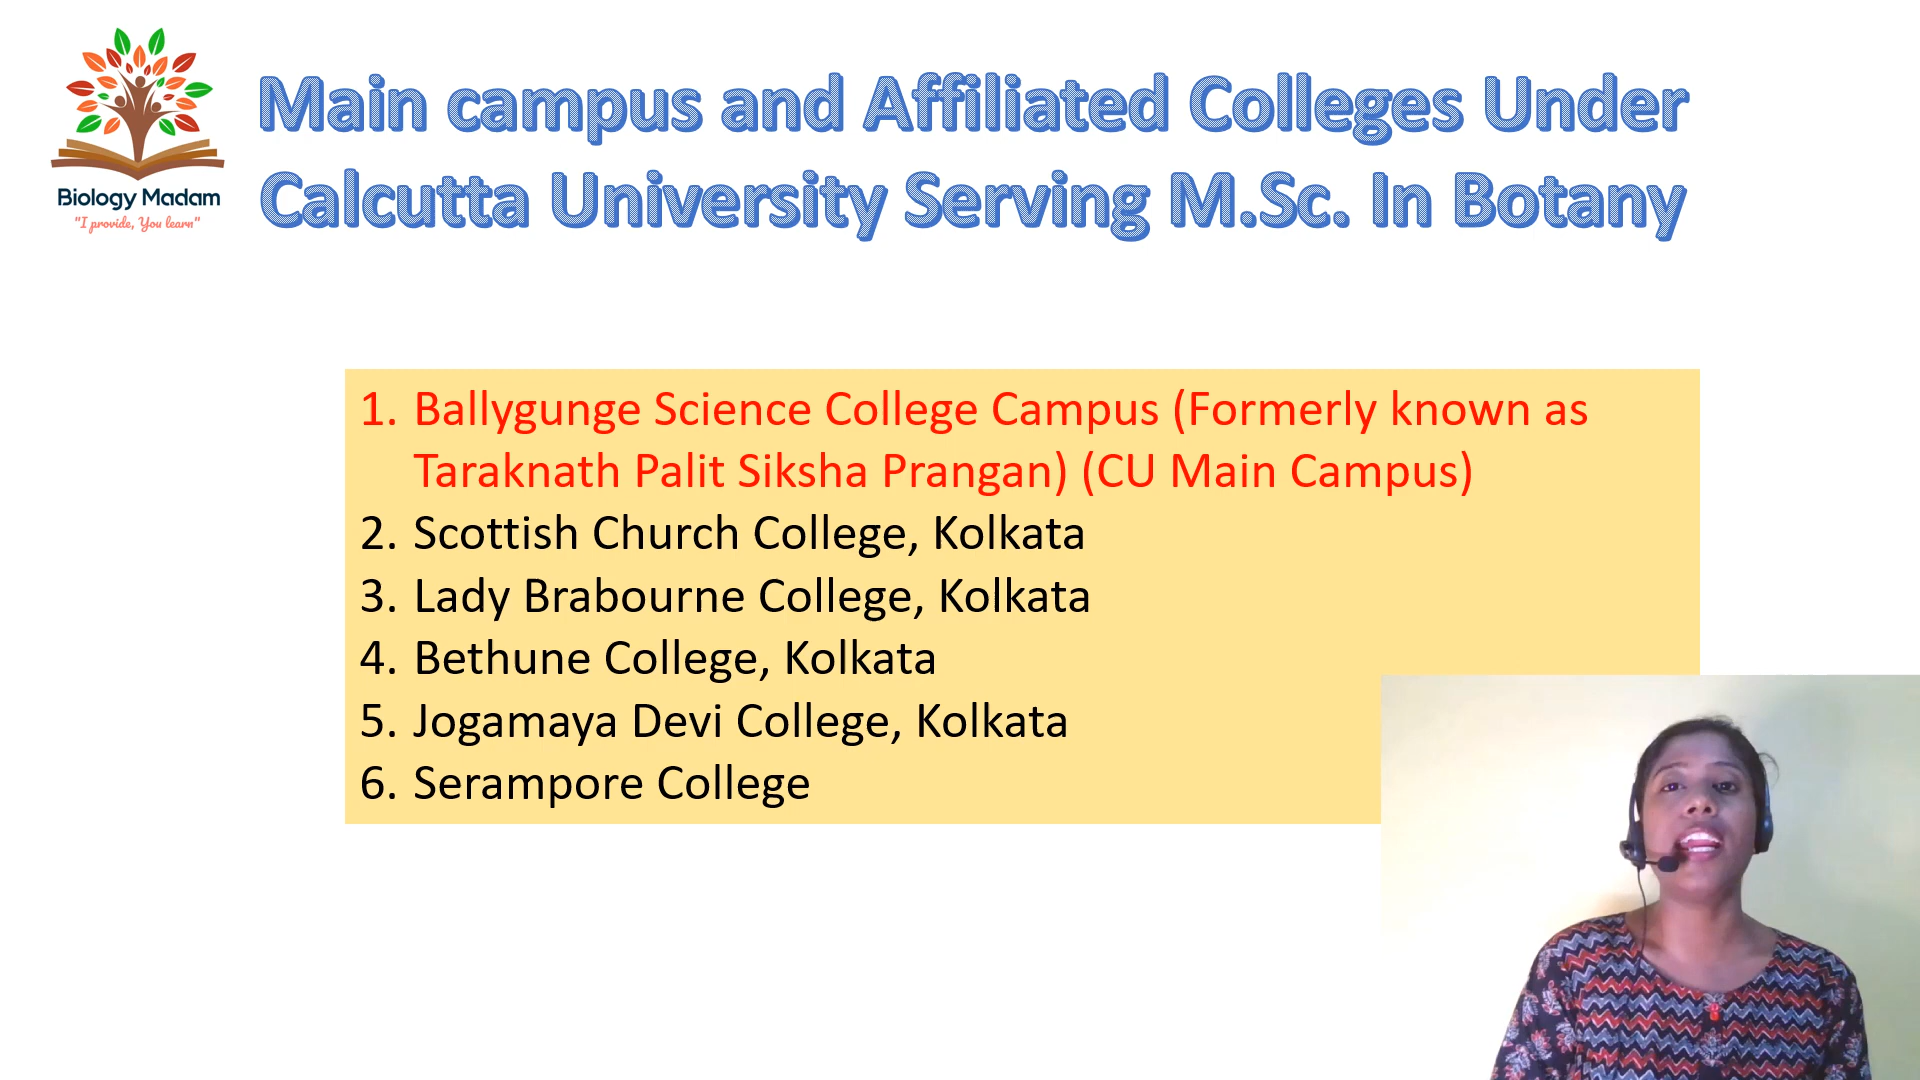 Biology Madam
"I provide, You learn"
Main campus and Affiliated Colleges Under
Calcutta University Serving M.Sc. In Botany
1. Ballygunge Science College Campus (Formerly known as
Taraknath Palit Siksha Prangan) (CU Main Campus)
2. Scottish Church College, Kolkata
3. Lady Brabourne College, Kolkata
4. Bethune College, Kolkata
5. Jogamaya Devi College, Kolkata
6. Serampore College